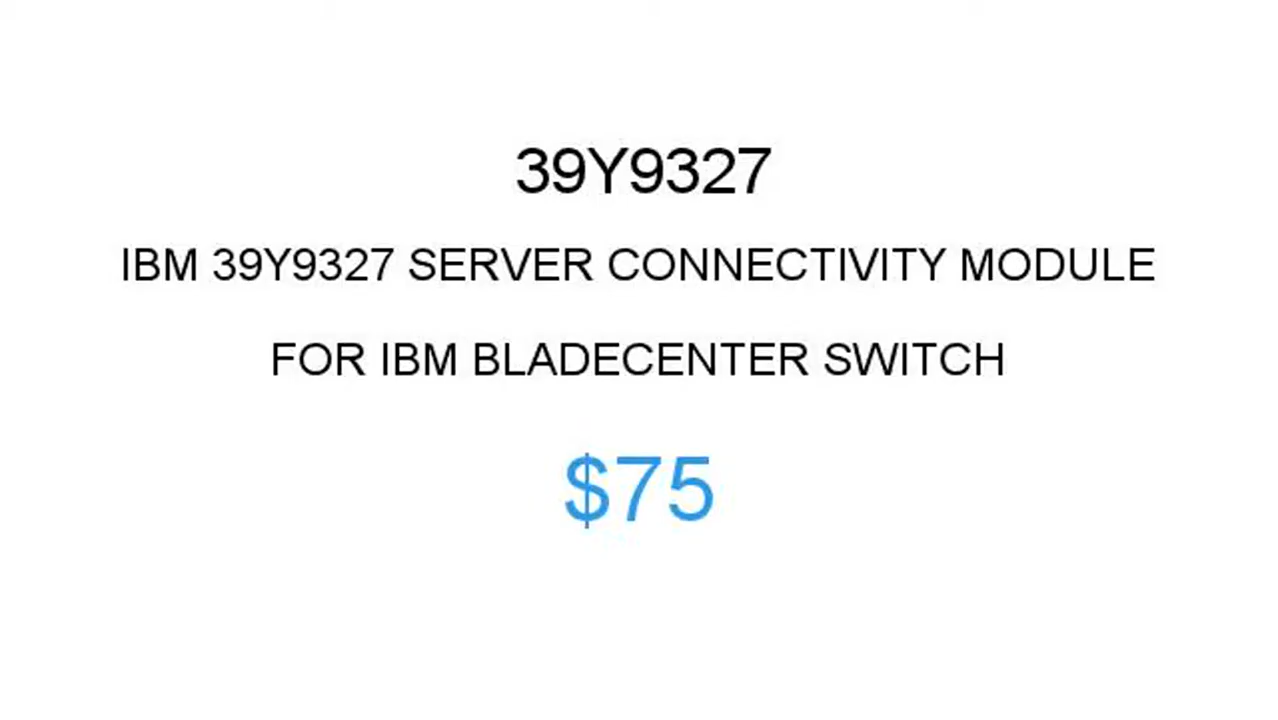 39Y9327
IBM 39Y9327 SERVER CONNECTIVITY MODULE
FOR IBM BLADECENTER SWITCH
$75